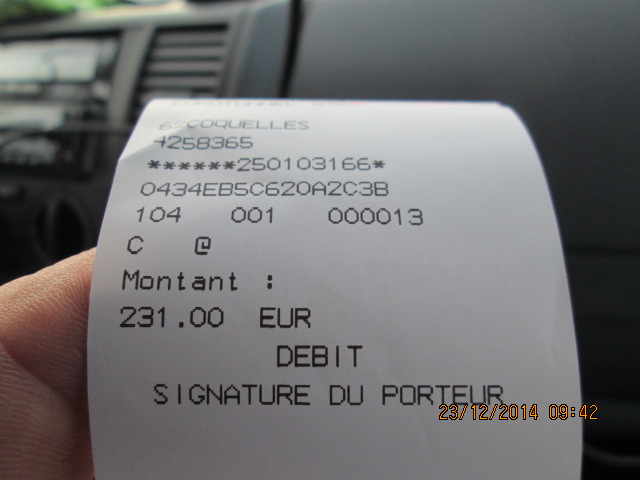 62COQUELLES
4258365
******250103166*
0434EB5C620A2C3B
104 001 000013
C @
Montant :
231.00 EUR
DEBIT
SIGNATURE DU PORTEUR
23/12/2014 09:42